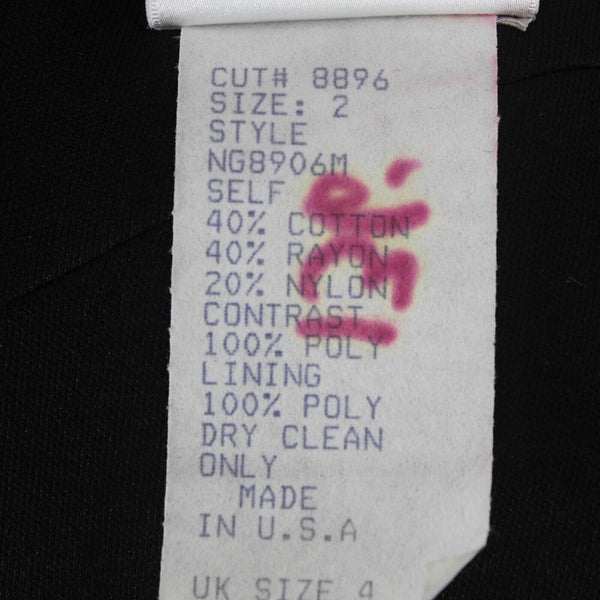 CUT# 8896
SIZE: 2
STYLE
NG8906M
SELF
40% COTTON
40% RAYON
20% NYLON
CONTRAST
100% POLY
LINING
100% POLY
DRY CLEAN
ONLY
MADE
IN U.S.A
UK SIZE 4